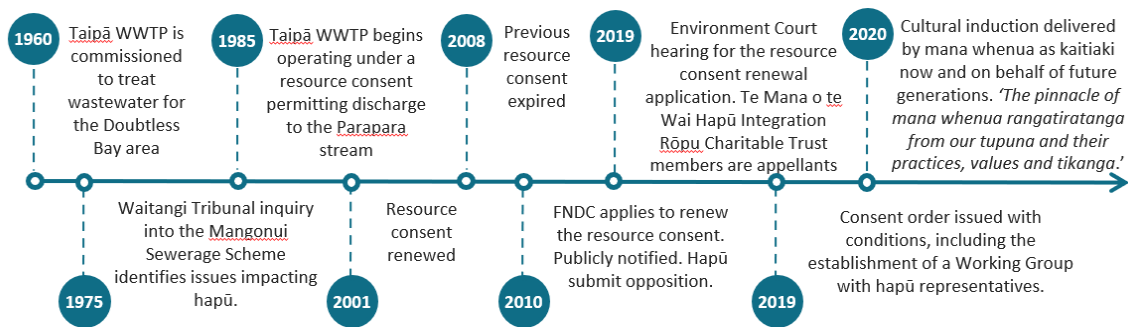 1960
Taipā WWTP is
commissioned
to treat
wastewater for
the Doubtless
Bay area
1985
Taipā WWTP begins
operating under a
resource consent
permitting discharge
to the Parapara
stream
2008
Previous
resource
consent
expired
2019
Environment Court
hearing for the resource
consent renewal
application. Te Mana o te
Wai Hapū Integration
Rōpu Charitable Trust
members are appellants
2020
Cultural induction delivered
by mana whenua as kaitiaki
now and on behalf of future
generations. ‘The pinnacle of
mana whenua rangatiratanga
from our tupuna and their
practices, values and tikanga.’
1975
Waitangi Tribunal inquiry
into the Mangonui
Sewerage Scheme
identifies issues impacting
hapū.
2001
Resource
consent
renewed
2010
FNDC applies to renew
the resource consent.
Publicly notified. Hapū
submit opposition.
2019
Consent order issued with
conditions, including the
establishment of a Working Group
with hapū representatives.